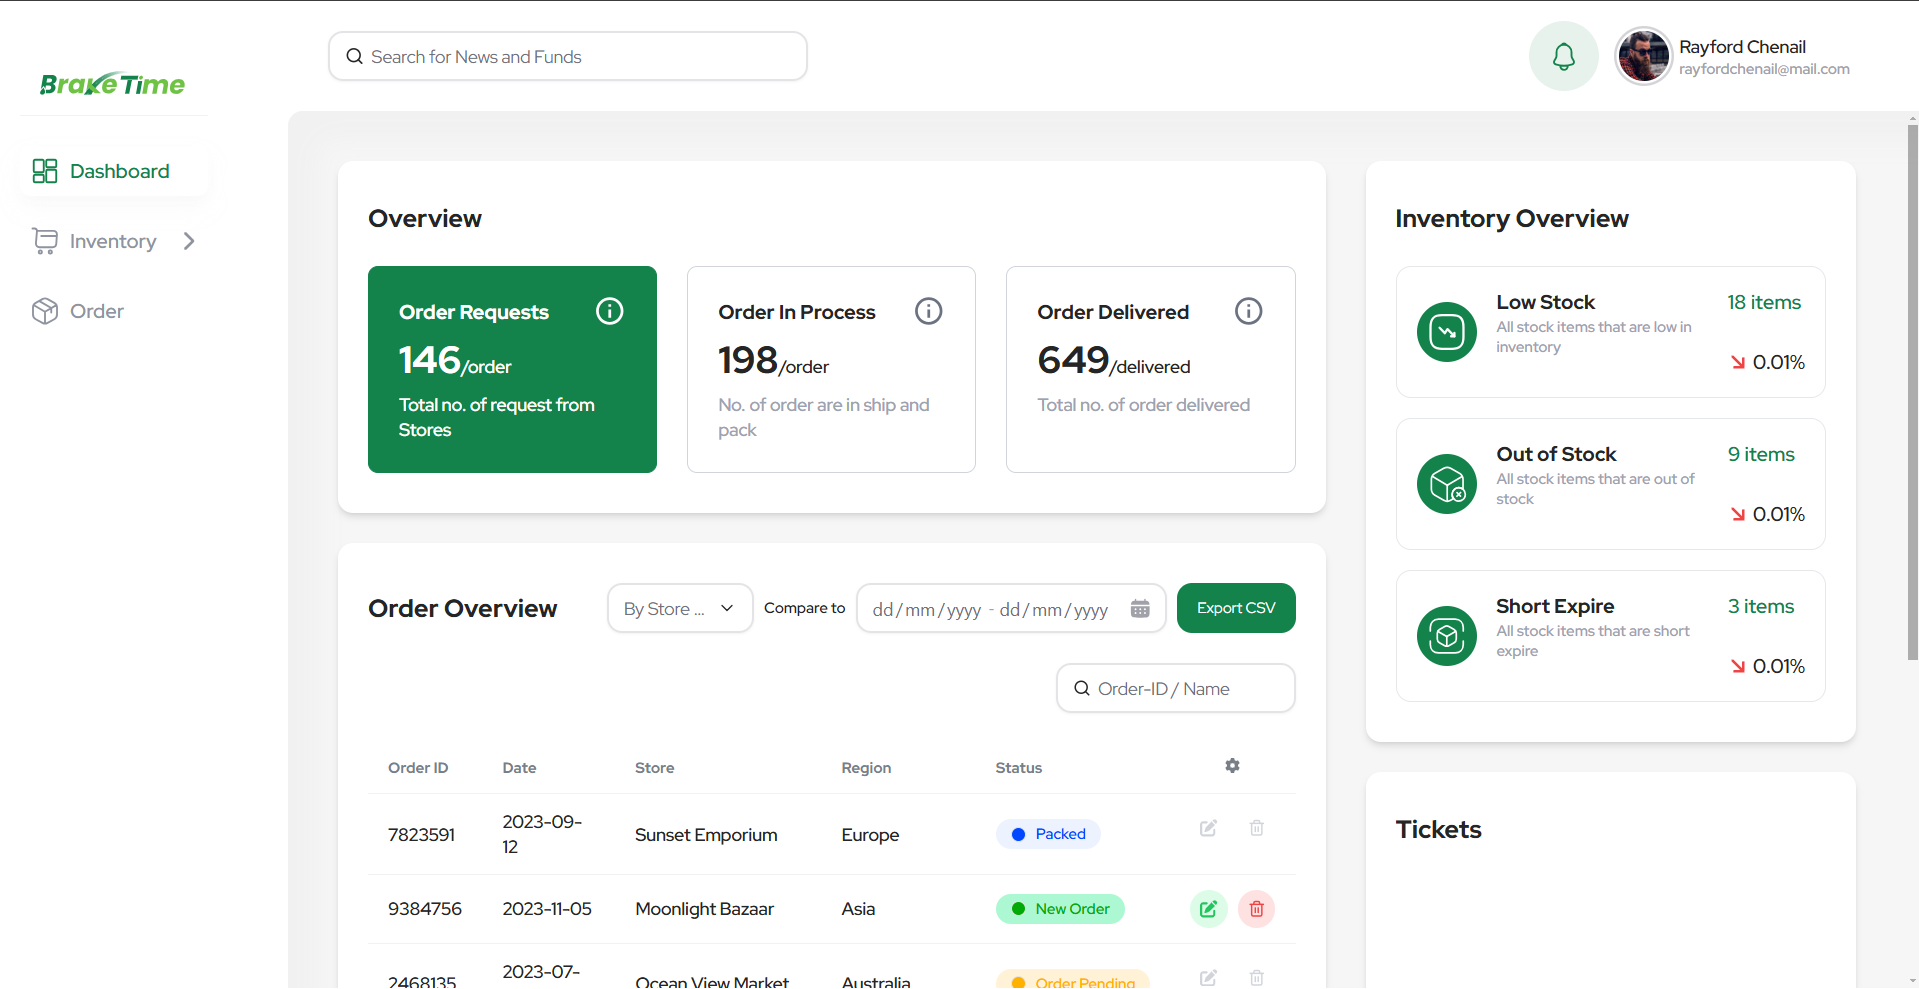 Search for News and Funds
Rayford Chenail
rayfordchenail@mail.com
BrakeTime
Dashboard
Inventory
Order
Overview
Order Requests
146/order
Total no. of request from
Stores
Order In Process
198/order
No. of order are in ship and
pack
Order Delivered
649/delivered
Total no. of order delivered
Inventory Overview
Low Stock
18 items
All stock items that are low in
inventory
0.01%
Out of Stock
9 items
All stock items that are out of
stock
0.01%
Short Expire
3 items
All stock items that are short
expire
0.01%
Order Overview
By Store ...
Compare to
dd/mm/yyyy - dd/mm/yyyy
Export CSV
Order-ID / Name
Order ID Date Store Region Status
7823591 2023-09-
12 Sunset Emporium Europe Packed
9384756 2023-11-05 Moonlight Bazaar Asia New Order
2468135 2023-07-
Ocean View Market Australia Order Pending
Tickets